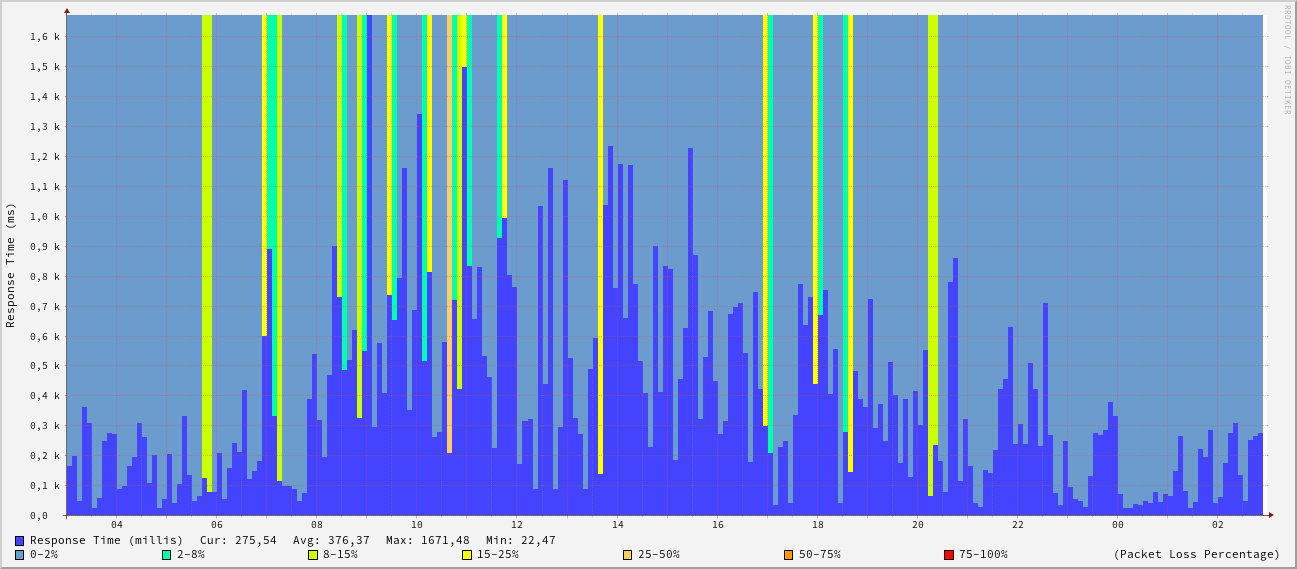 RRDTOOL / TOBI OETIKER
Response Time (ms)
1,6 k
1,5 k
1,4 k
1,3 k
1,2 k
1,1 k
1,0 k
0,9 k
0,8 k
0,7 k
0,6 k
0,5 k
0,4 k
0,3 k
0,2 k
0,1 k
0,0
04 06 08 10 12 14 16 18 20 22 00 02
Response Time (millis) Cur: 275,54 Avg: 376,37 Max: 1671,48 Min: 22,47
0-2% 2-8% 8-15% 15-25% 25-50% 50-75% 75-100% (Packet Loss Percentage)